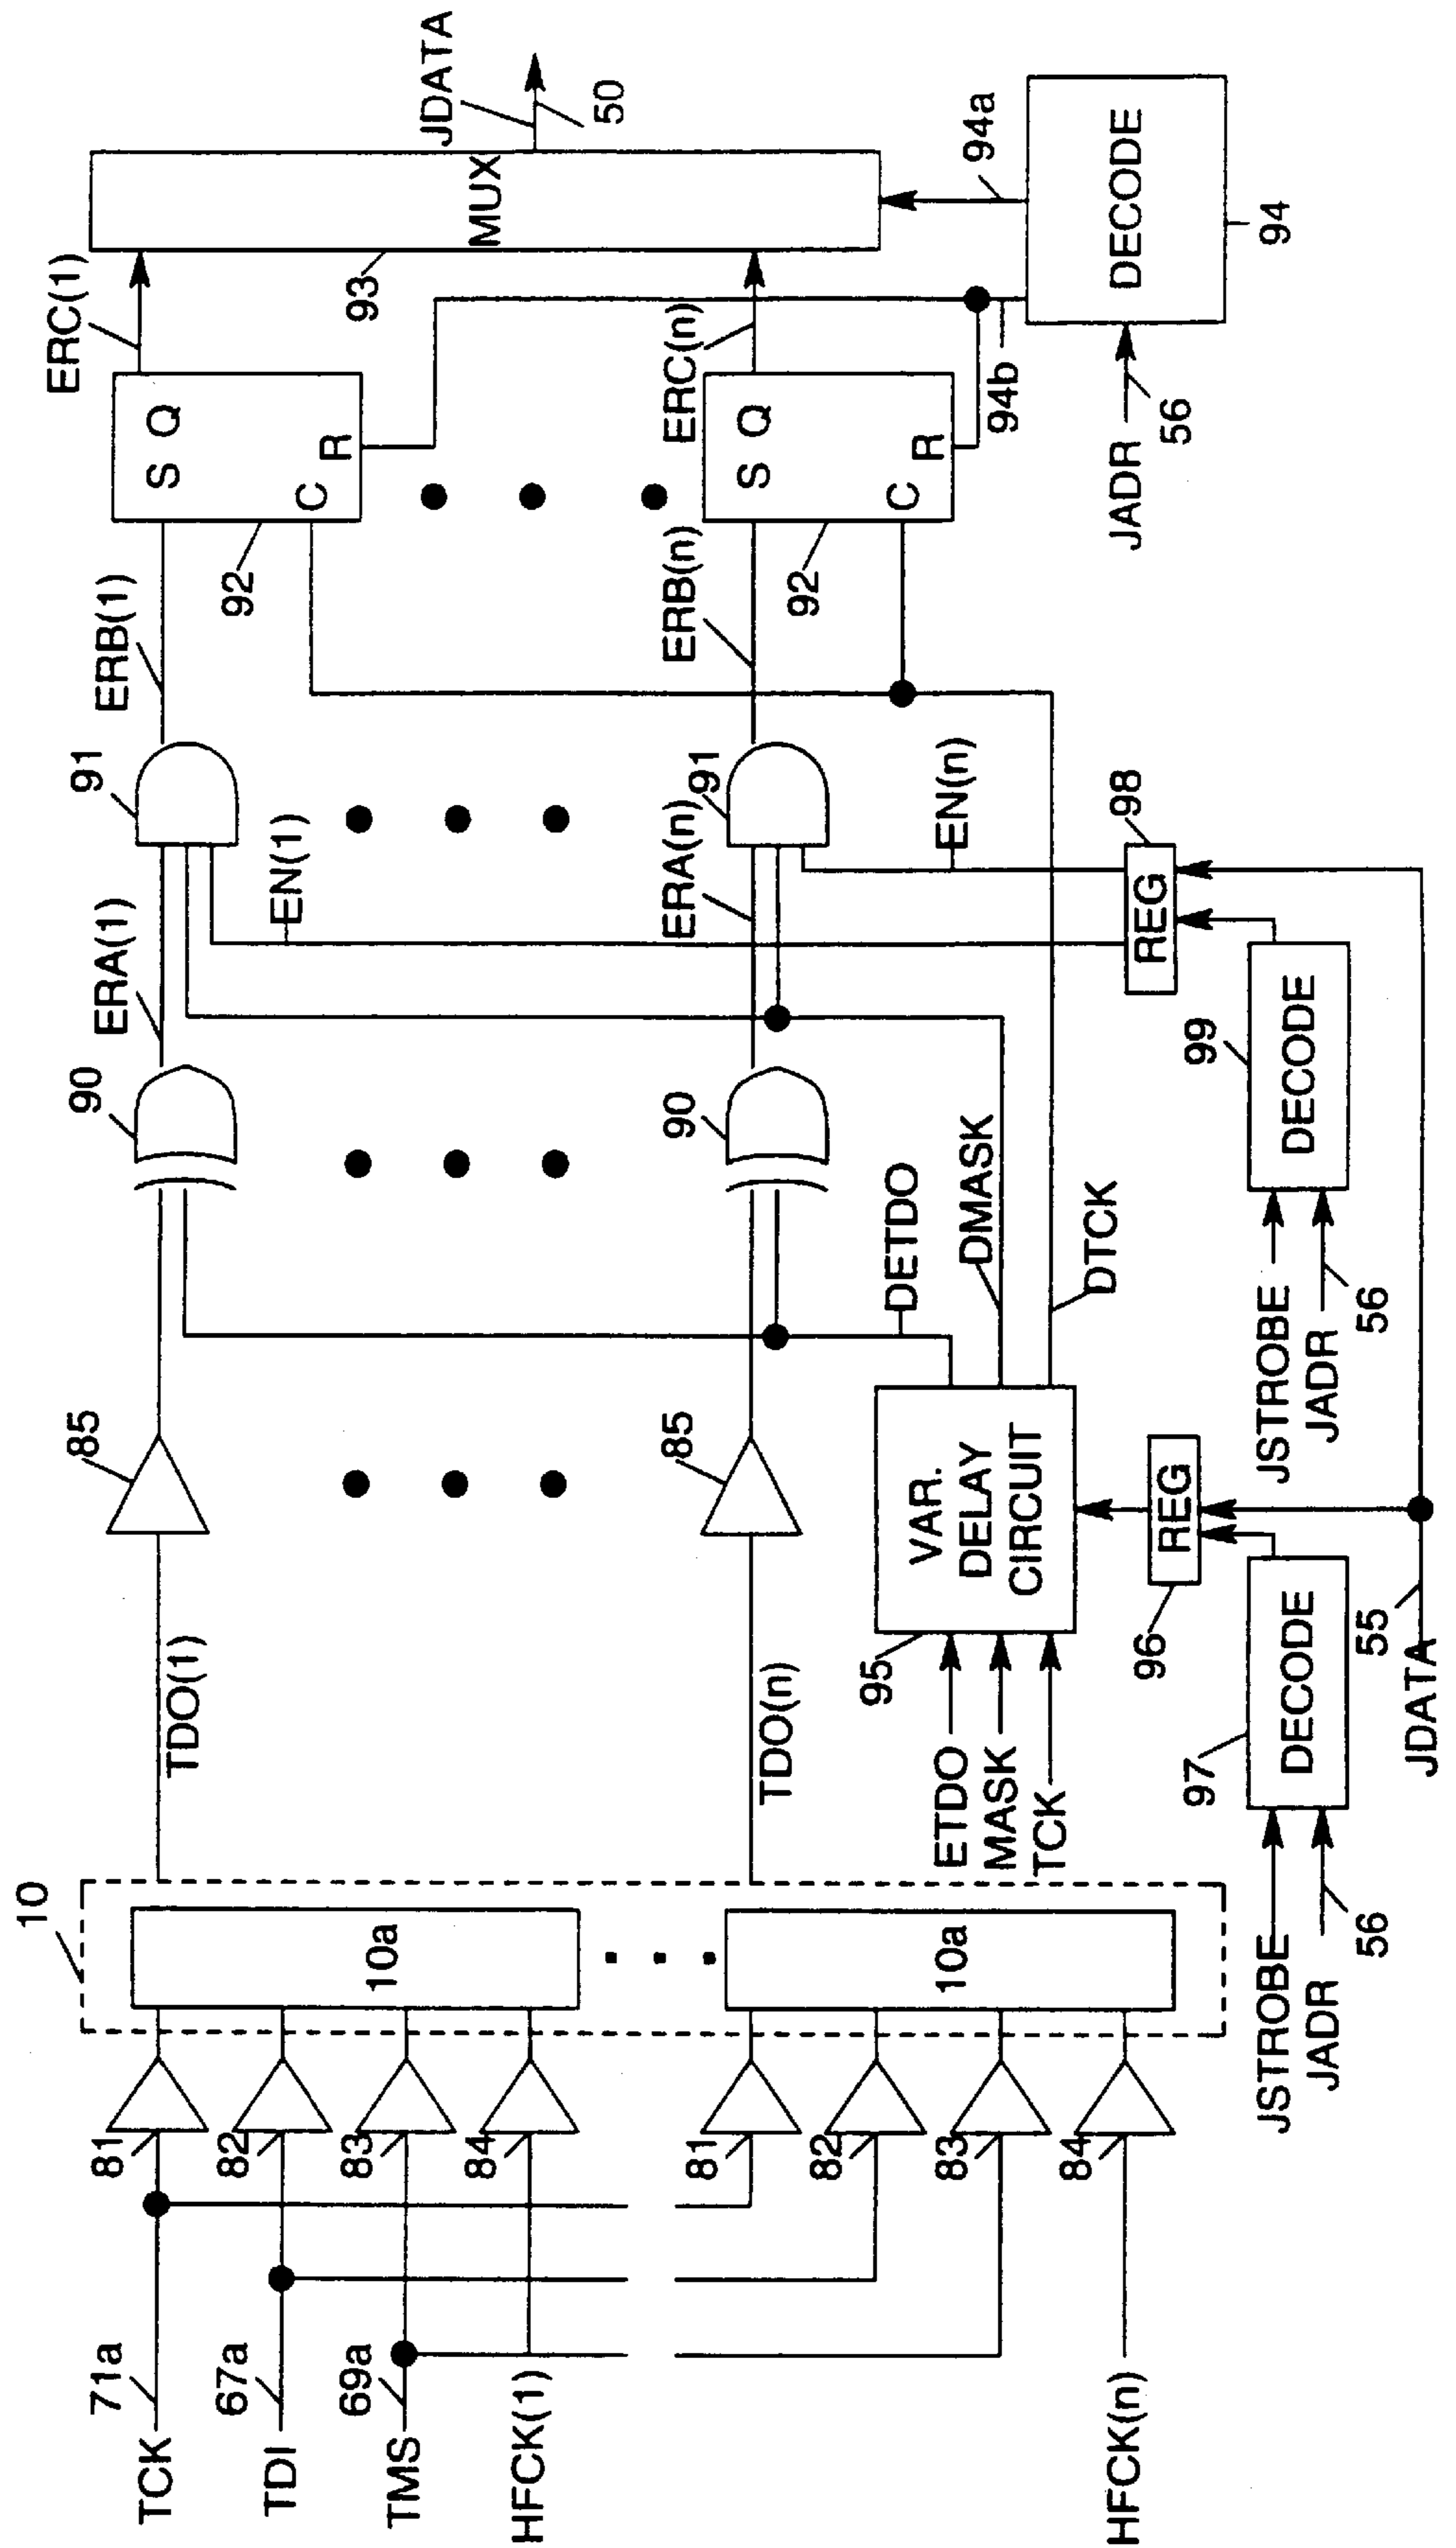 TCK
71a
TDI
67a
TMS
69a
HFCK(1)
HFCK(n)
81
82
83
84
81
82
83
84
10
10a
10a
TDO(1)
TDO(n)
85
85
ETDO
MASK
TCK
95
VAR.
DELAY
CIRCUIT
DETDO
DMASK
DTCK
JSTROBE
JADR
56
97
DECODE
96
REG
JDATA
55
JSTROBE
JADR
56
99
DECODE
98
REG
90
90
ERA(1)
ERA(n)
EN(1)
EN(n)
91
91
ERB(1)
ERB(n)
92
S Q
C
R
92
S Q
C
R
ERC(1)
ERC(n)
93
MUX
JDATA
50
94a
94b
JADR
56
DECODE
94